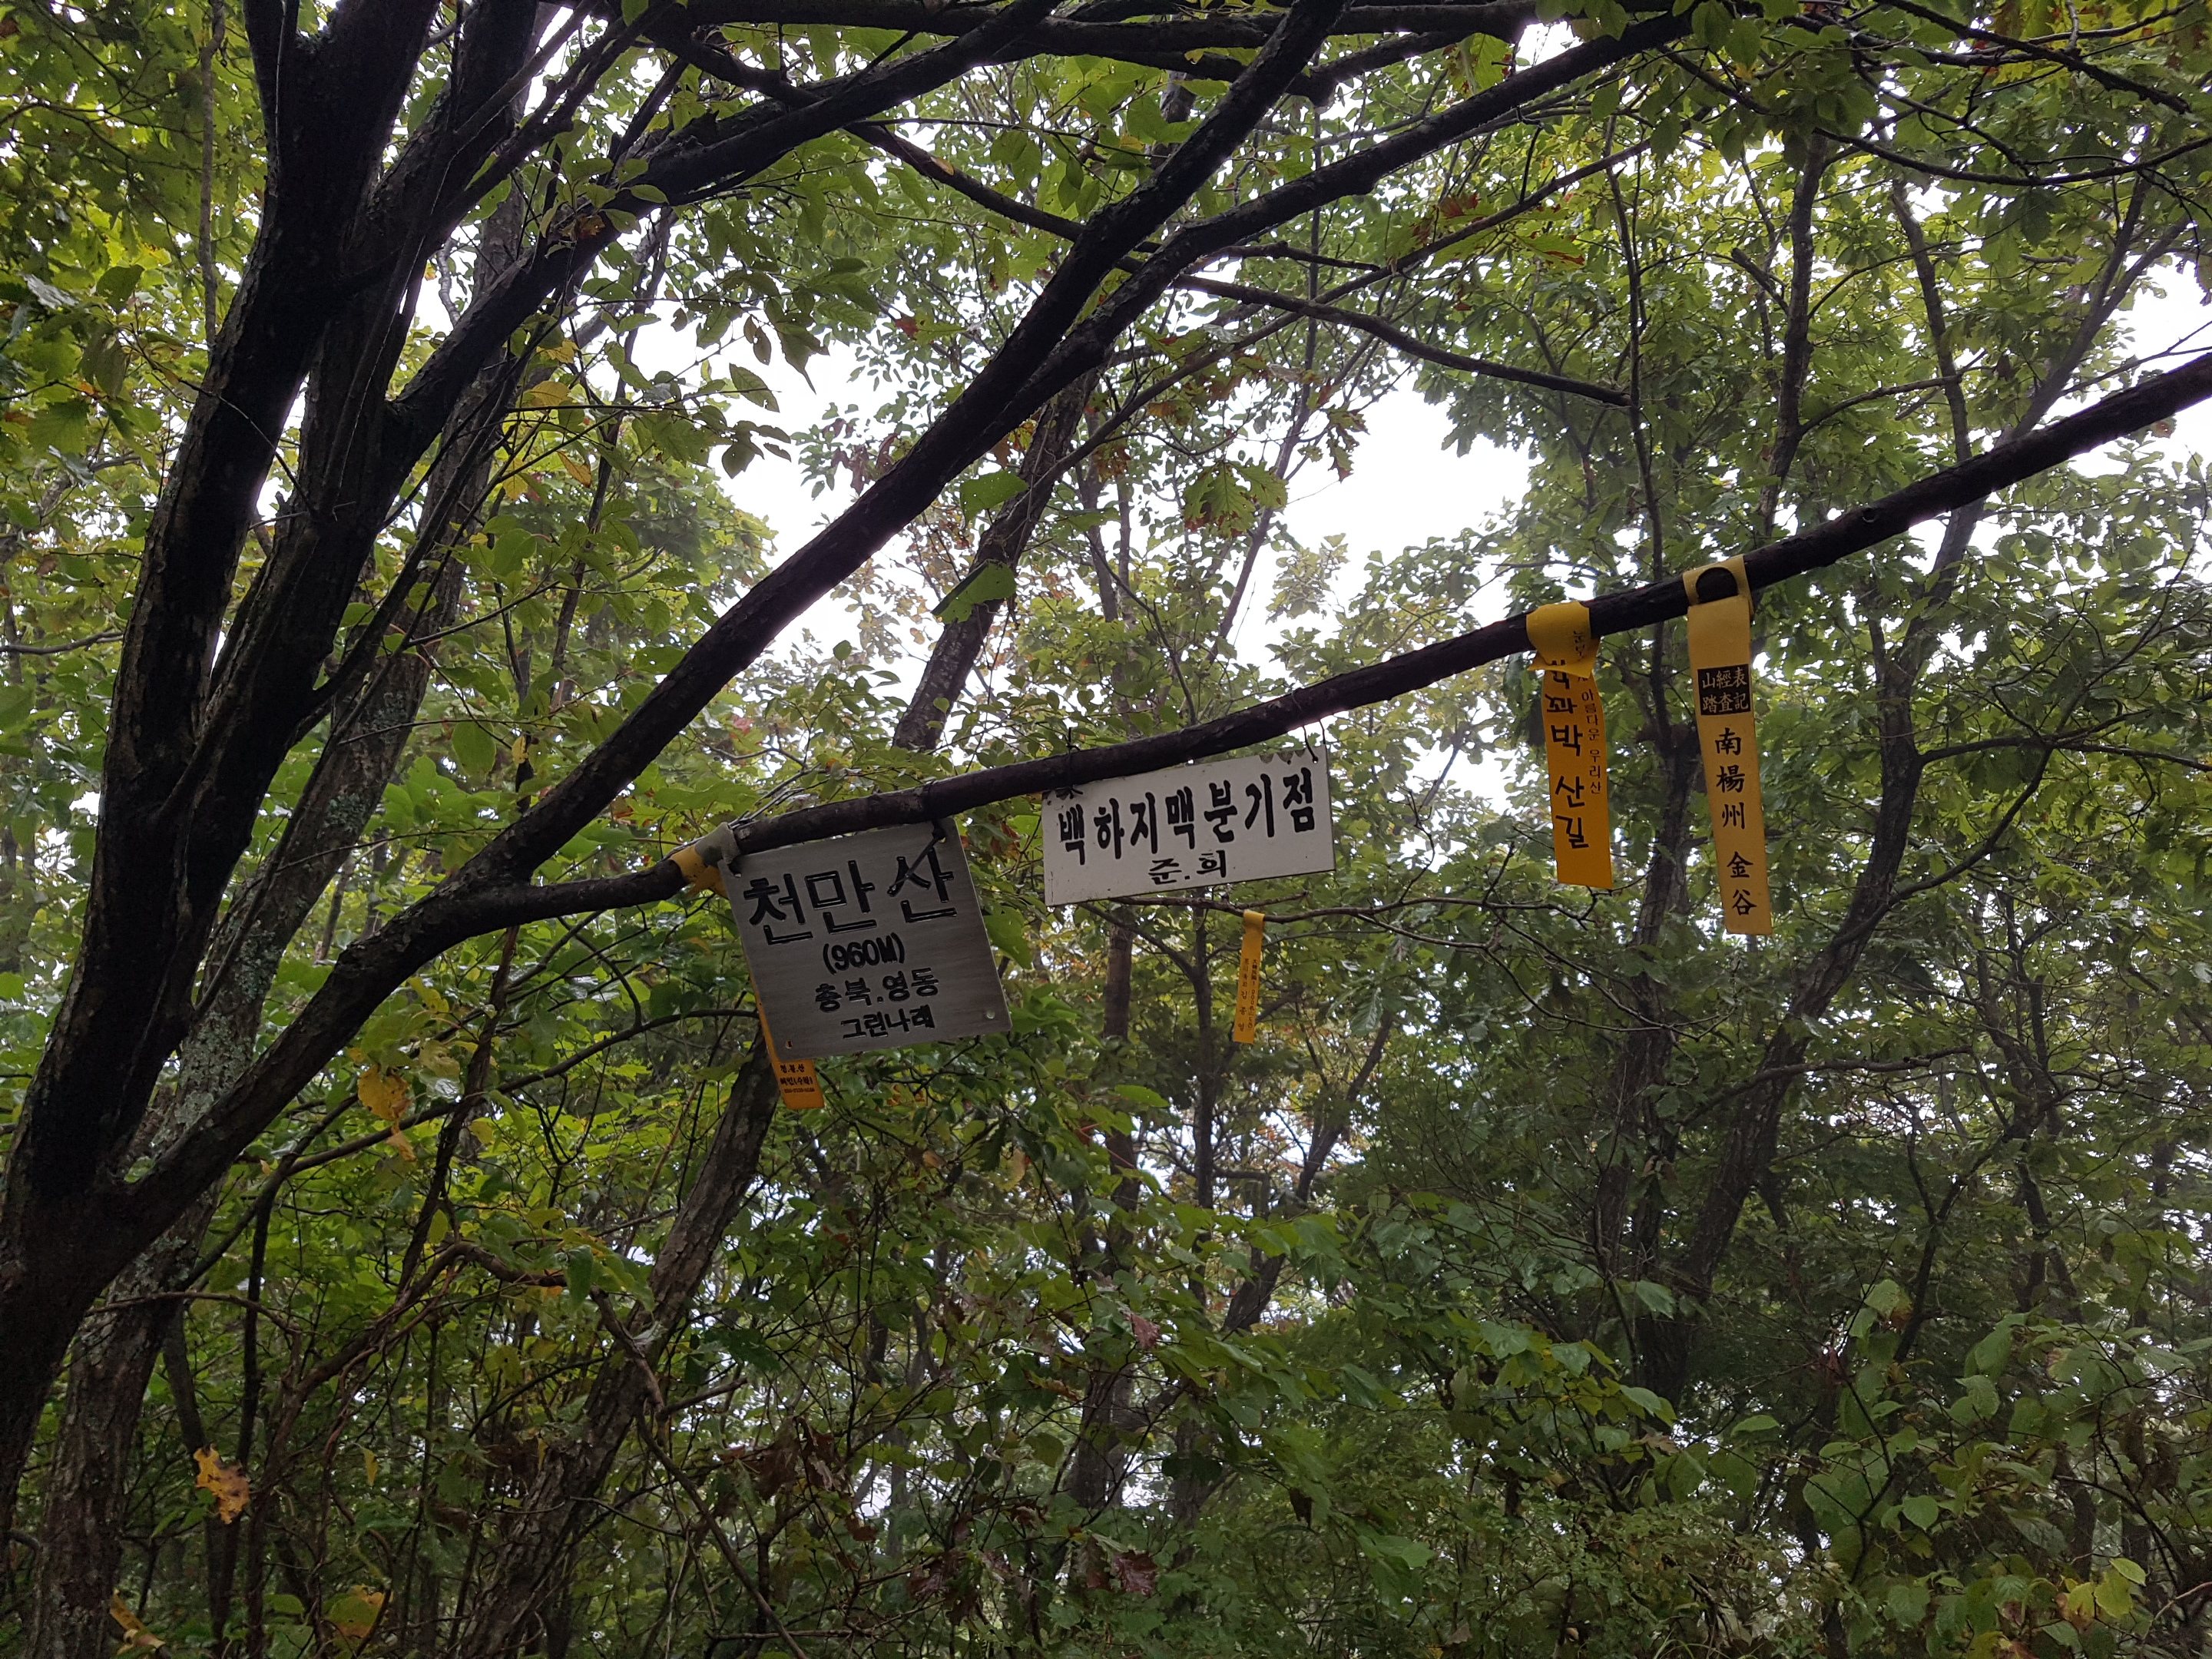 천만산
(960M)
충북.영동
그린나래
백하지맥분기점
준.희
아름다운 우리산
박산길
山經表
踏査記
南楊州 金谷